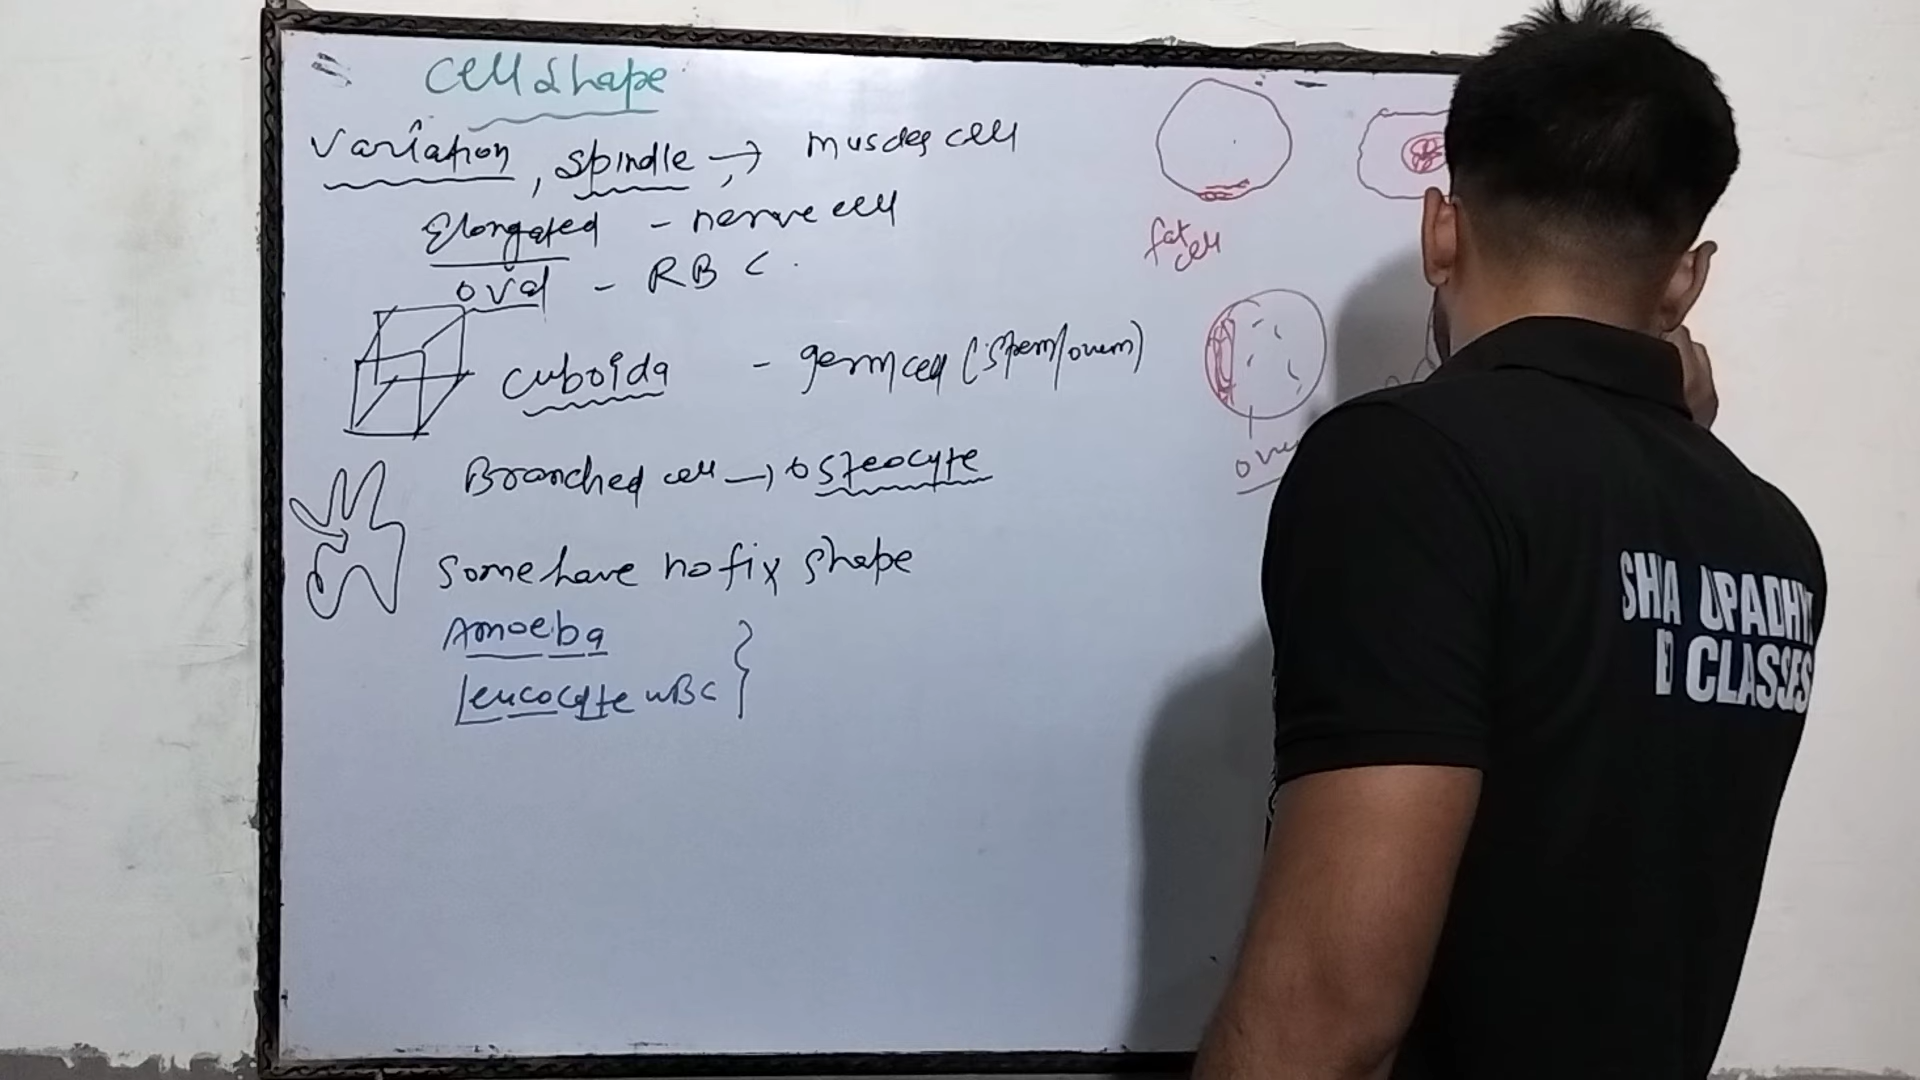 Cell Shape
Variation, Spindle, → muscles cell
Elongated - nerve cell
oval - RBC.
cuboida - germ cell (Sperm/ovum)
Branched cell → osteocyte
Some have no fix shape
Amoeba
leucocyte WBC
fat cell
CLASSES